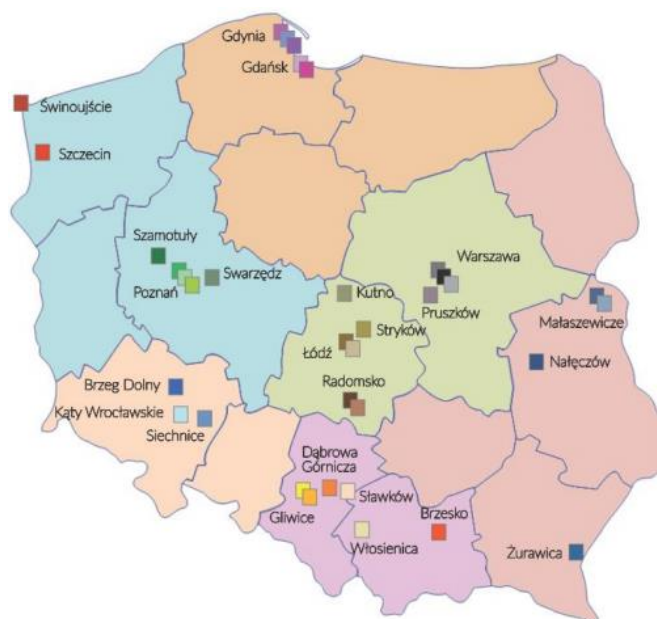 Gdynia
Gdańsk
Świnoujście
Szczecin
Szamotuły
Poznań
Swarzędz
Warszawa
Kutno
Pruszków
Małaszewicze
Stryków
Łódź
Nałęczów
Radomsko
Brzeg Dolny
Kąty Wrocławskie
Siechnice
Dąbrowa
Górnicza
Sławków
Gliwice
Brzesko
Włosienica
Żurawica